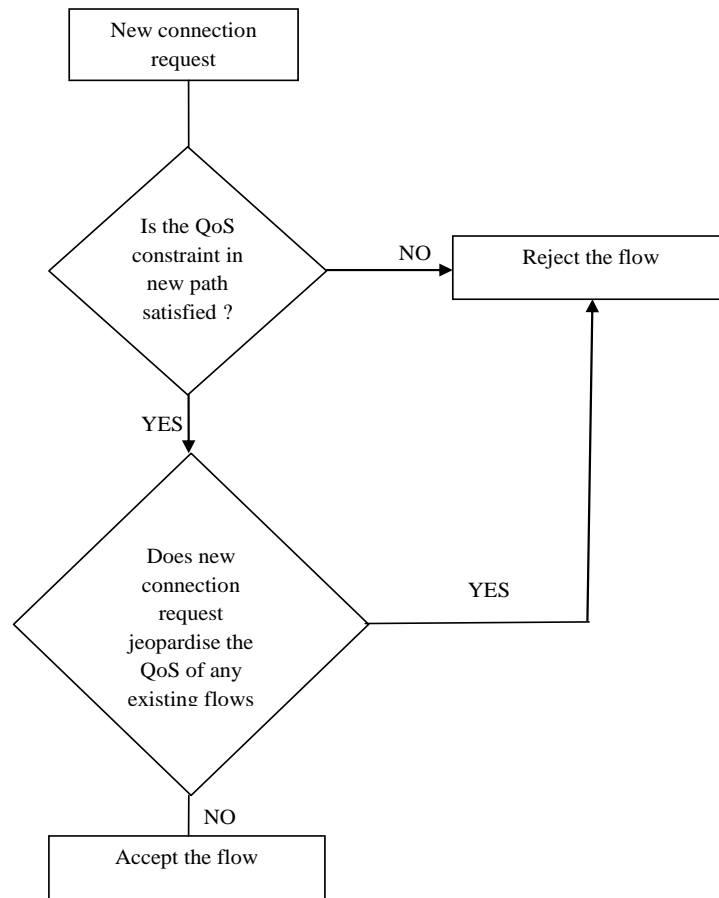 New connection
request
Is the QoS
constraint in
new path
satisfied ?
NO
Reject the flow
YES
Does new
connection
request
jeopardise the
QoS of any
existing flows
YES
NO
Accept the flow